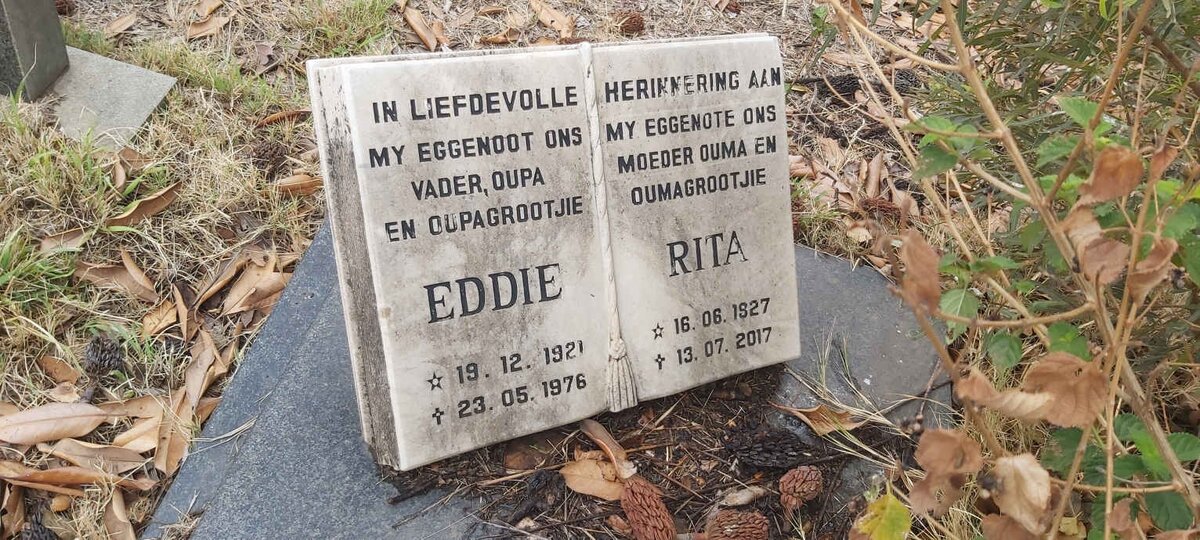 IN LIEFDEVOLLE
MY EGGENOOT ONS
VADER, OUPA
EN OUPAGROOTJIE
EDDIE
☆ 19. 12. 1921
✝ 23. 05. 1976
HERINNERING AAN
MY EGGENOTE ONS
MOEDER OUMA EN
OUMAGROOTJIE
RITA
☆ 16. 06. 1927
✝ 13. 07. 2017